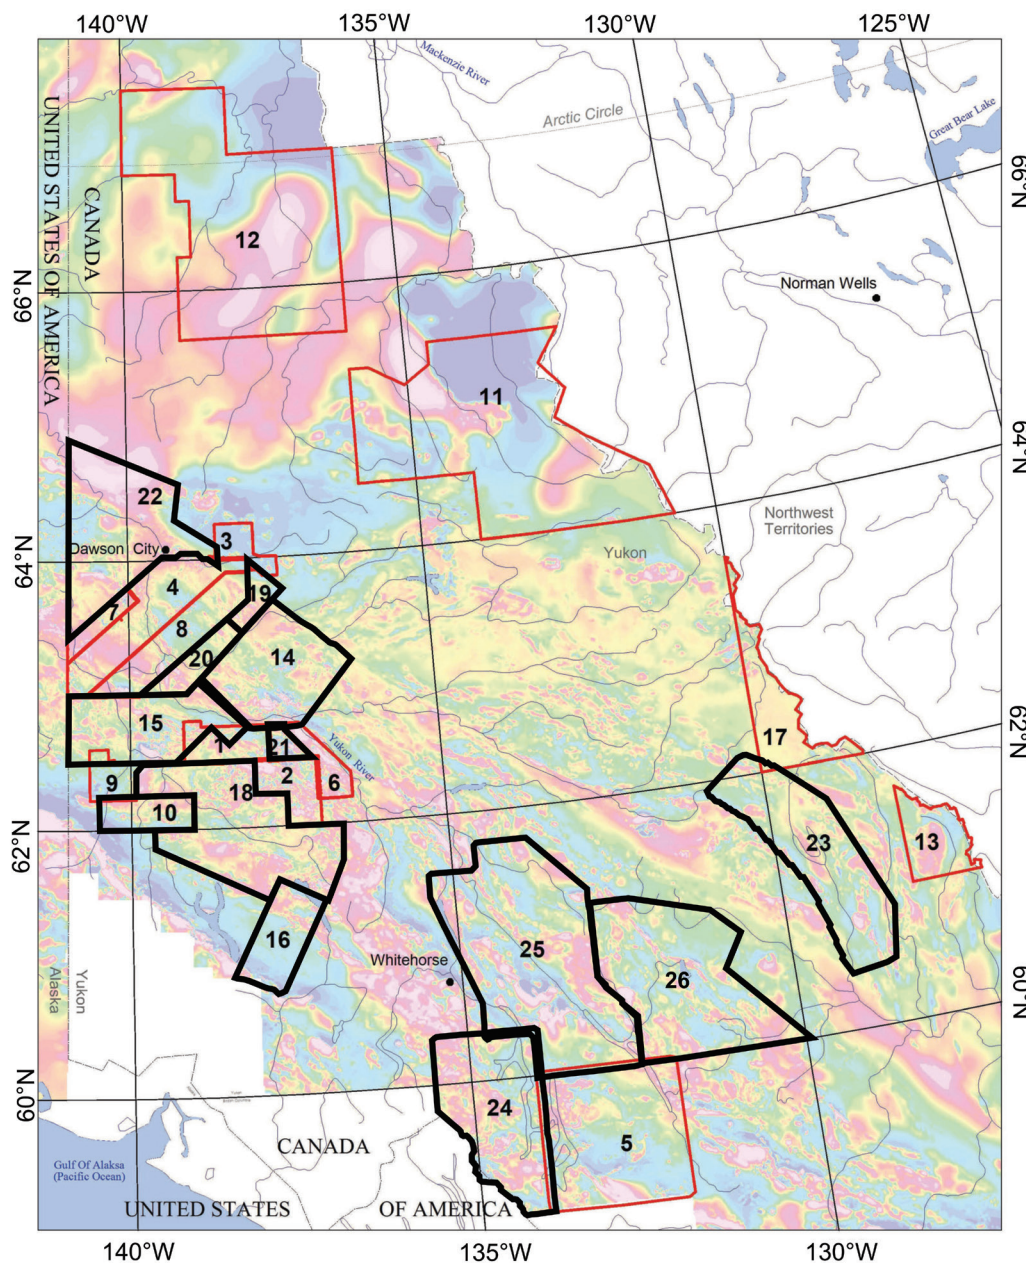 140°W
135°W
130°W
125°W
Mackenzie River
Arctic Circle
Great Bear Lake
66°N
UNITED STATES OF AMERICA
CANADA
12
69°N
Norman Wells
11
64°N
22
Northwest
Territories
3
Dawson City
Yukon
64°N
4
19
7
8
14
20
62°N
15
17
1
21
Yukon River
2
6
9
18
10
62°N
23
13
16
25
Whitehorse
26
Alaska
Yukon
60°N
60°N
24
5
CANADA
Gulf Of Alaksa
(Pacific Ocean)
UNITED STATES
OF AMERICA
140°W
135°W
130°W